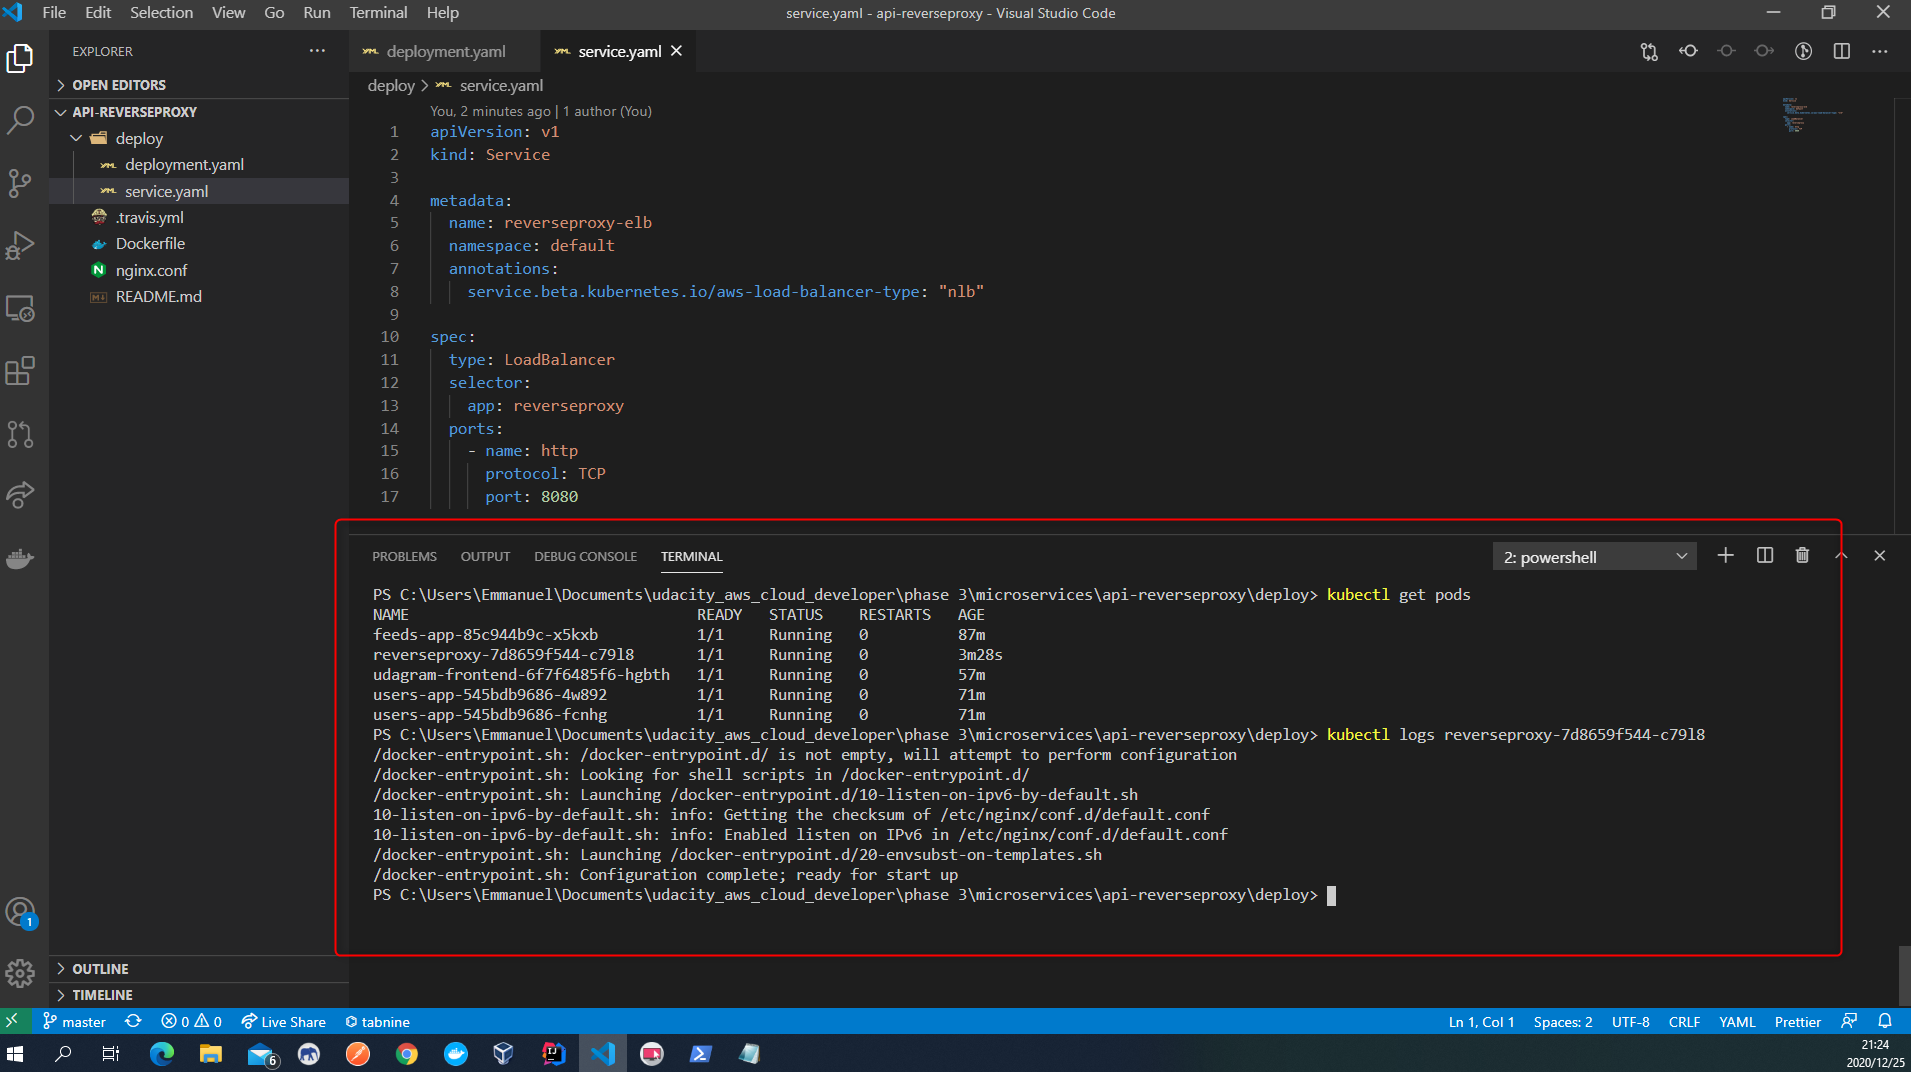 File Edit Selection View Go Run Terminal Help
service.yaml - api-reverseproxy - Visual Studio Code
EXPLORER
OPEN EDITORS
API-REVERSEPROXY
deploy
deployment.yaml
service.yaml
.travis.yml
Dockerfile
nginx.conf
README.md
OUTLINE
TIMELINE
deployment.yaml service.yaml
deploy > service.yaml
You, 2 minutes ago | 1 author (You)
1 apiVersion: v1
2 kind: Service
3
4 metadata:
5 name: reverseproxy-elb
6 namespace: default
7 annotations:
8 service.beta.kubernetes.io/aws-load-balancer-type: "nlb"
9
10 spec:
11 type: LoadBalancer
12 selector:
13 app: reverseproxy
14 ports:
15 - name: http
16 protocol: TCP
17 port: 8080
PROBLEMS OUTPUT DEBUG CONSOLE TERMINAL
2: powershell
PS C:\Users\Emmanuel\Documents\udacity_aws_cloud_developer\phase 3\microservices\api-reverseproxy\deploy> kubectl get pods
NAME READY STATUS RESTARTS AGE
feeds-app-85c944b9c-x5kxb 1/1 Running 0 87m
reverseproxy-7d8659f544-c79l8 1/1 Running 0 3m28s
udagram-frontend-6f7f6485f6-hgbth 1/1 Running 0 57m
users-app-545bdb9686-4w892 1/1 Running 0 71m
users-app-545bdb9686-fcnhg 1/1 Running 0 71m
PS C:\Users\Emmanuel\Documents\udacity_aws_cloud_developer\phase 3\microservices\api-reverseproxy\deploy> kubectl logs reverseproxy-7d8659f544-c79l8
/docker-entrypoint.sh: /docker-entrypoint.d/ is not empty, will attempt to perform configuration
/docker-entrypoint.sh: Looking for shell scripts in /docker-entrypoint.d/
/docker-entrypoint.sh: Launching /docker-entrypoint.d/10-listen-on-ipv6-by-default.sh
10-listen-on-ipv6-by-default.sh: info: Getting the checksum of /etc/nginx/conf.d/default.conf
10-listen-on-ipv6-by-default.sh: info: Enabled listen on IPv6 in /etc/nginx/conf.d/default.conf
/docker-entrypoint.sh: Launching /docker-entrypoint.d/20-envsubst-on-templates.sh
/docker-entrypoint.sh: Configuration complete; ready for start up
PS C:\Users\Emmanuel\Documents\udacity_aws_cloud_developer\phase 3\microservices\api-reverseproxy\deploy>
1
master 0 0 Live Share tabnine
Ln 1, Col 1 Spaces: 2 UTF-8 CRLF YAML Prettier
6
21:24
2020/12/25